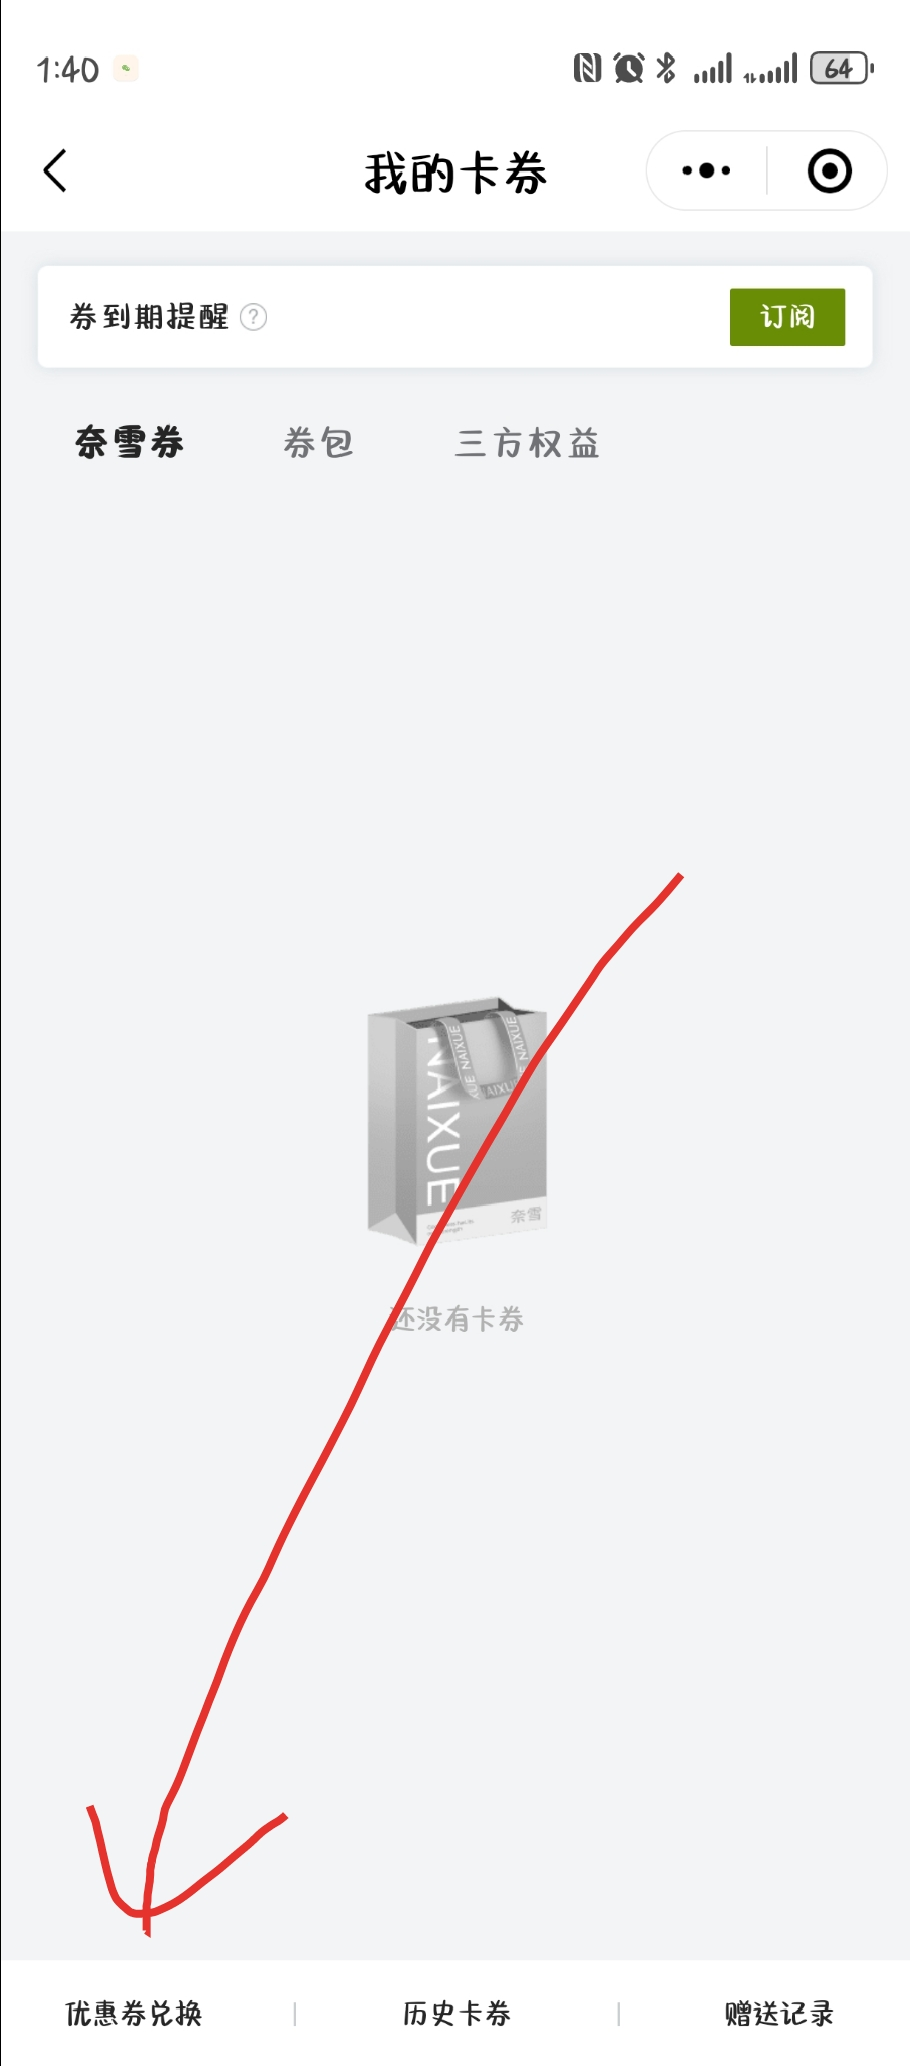 1:40
64
我的卡券
券到期提醒 ?
订阅
奈雪券 券包 三方权益
NAIXUE
NAIXUE
NAIXUE
奈雪
还没有卡券
优惠券兑换 历史卡券 赠送记录